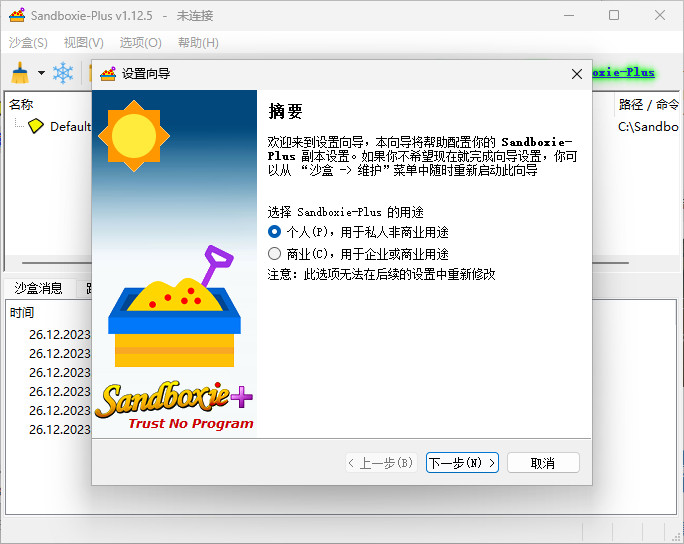 Sandboxie-Plus v1.12.5 - 未连接
沙盒(S) 视图(V) 选项(O) 帮助(H)
oxie-Plus
名称
路径 / 命令
Default
C:\Sandbo
设置向导
摘要
欢迎来到设置向导，本向导将帮助配置你的 Sandboxie-
Plus 副本设置。如果你不希望现在就完成向导设置，你可
以从 “沙盒 -> 维护”菜单中随时重新启动此向导
选择 Sandboxie-Plus 的用途
个人(P)，用于私人非商业用途
商业(C)，用于企业或商业用途
注意: 此选项无法在后续的设置中重新修改
Sandboxie+
Trust No Program
沙盒消息
时间
26.12.2023
26.12.2023
26.12.2023
26.12.2023
26.12.2023
26.12.2023
< 上一步(B) 下一步(N) > 取消